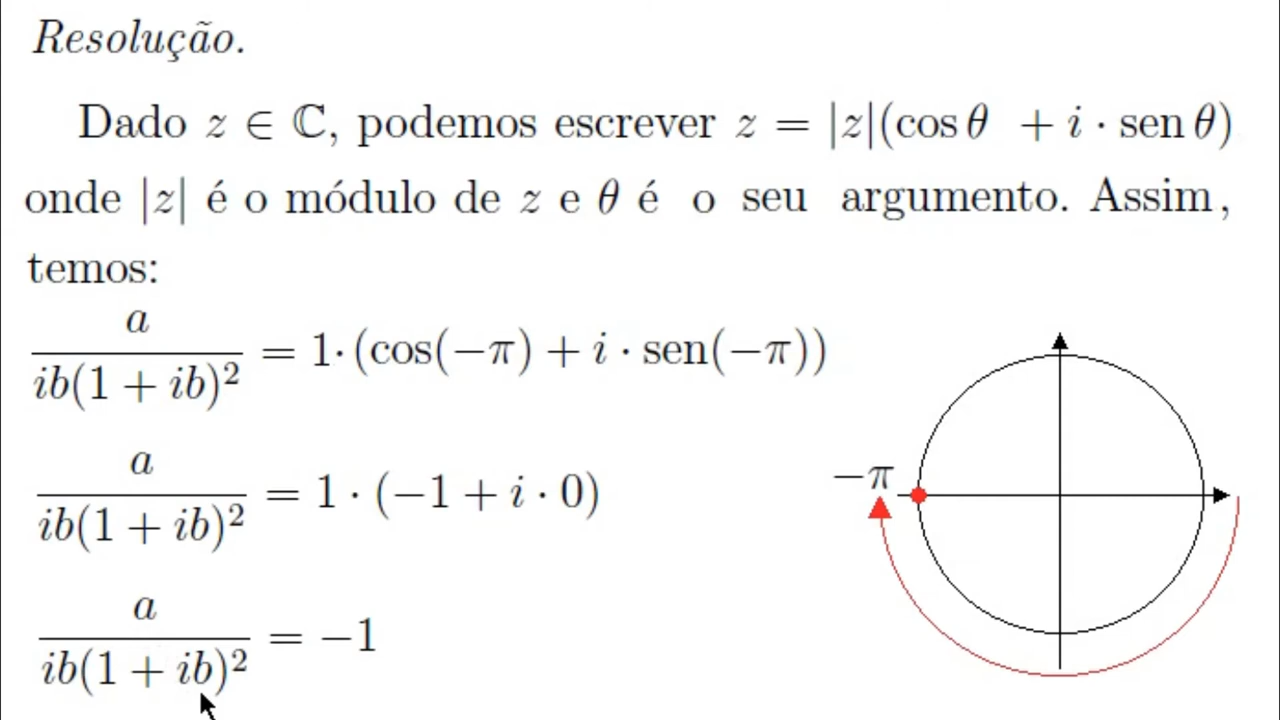 Resolução.
Dado z ∈ ℂ, podemos escrever z = |z|(cos θ + i · sen θ)
onde |z| é o módulo de z e θ é o seu argumento. Assim,
temos:
a/(ib(1 + ib)²) = 1· (cos(−π) + i · sen(−π))
a/(ib(1 + ib)²) = 1 · (−1 + i · 0)
a/(ib(1 + ib)²) = −1
−π